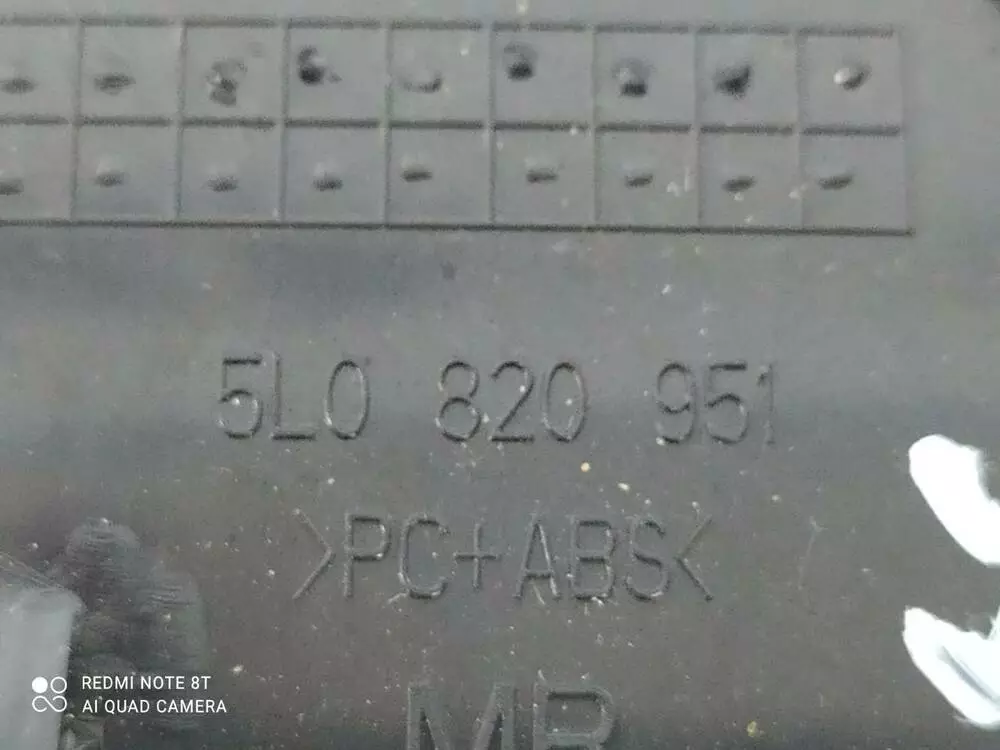 5L0 820 951
>PC+ABS<
REDMI NOTE 8T
AI QUAD CAMERA